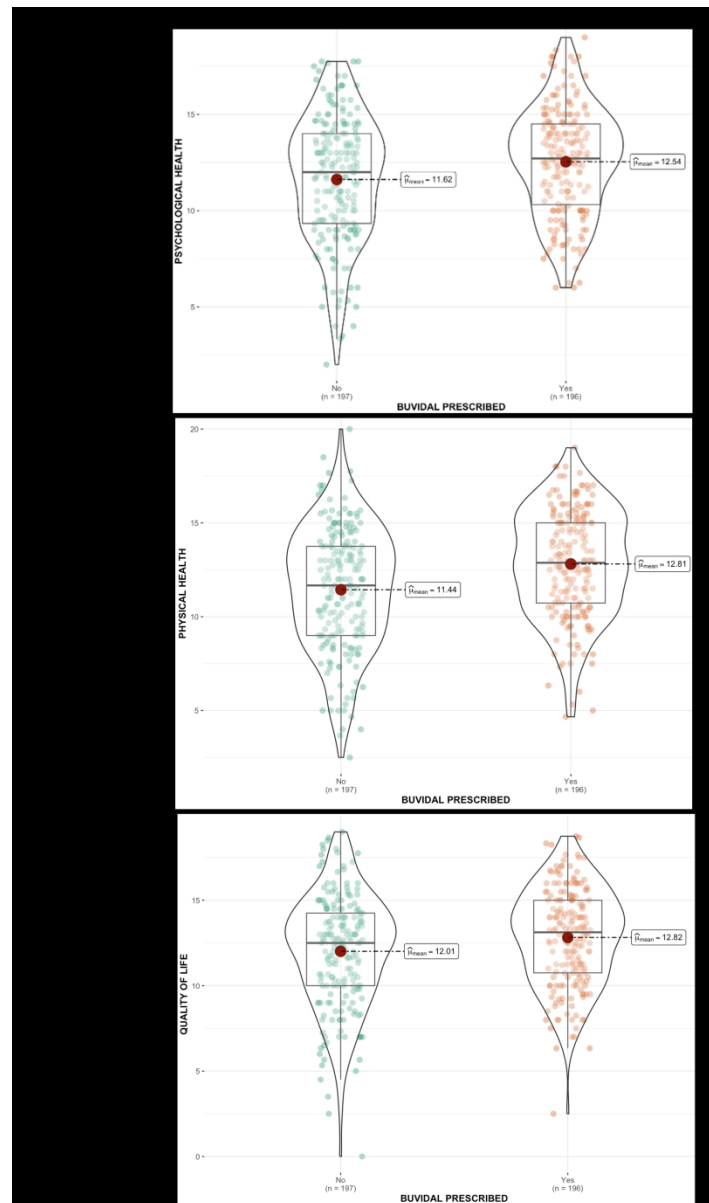 PSYCHOLOGICAL HEALTH
15
10
5
μ̂mean = 11.62
μ̂mean = 12.54
No
(n = 197)
Yes
(n = 196)
BUVIDAL PRESCRIBED
PHYSICAL HEALTH
20
15
10
5
μ̂mean = 11.44
μ̂mean = 12.81
No
(n = 197)
Yes
(n = 196)
BUVIDAL PRESCRIBED
QUALITY OF LIFE
15
10
5
0
μ̂mean = 12.01
μ̂mean = 12.82
No
(n = 197)
Yes
(n = 196)
BUVIDAL PRESCRIBED